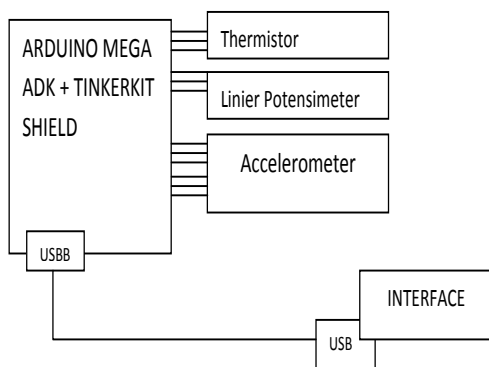 ARDUINO MEGA
ADK + TINKERKIT
SHIELD
Thermistor
Linier Potensimeter
Accelerometer
USBB
INTERFACE
USB